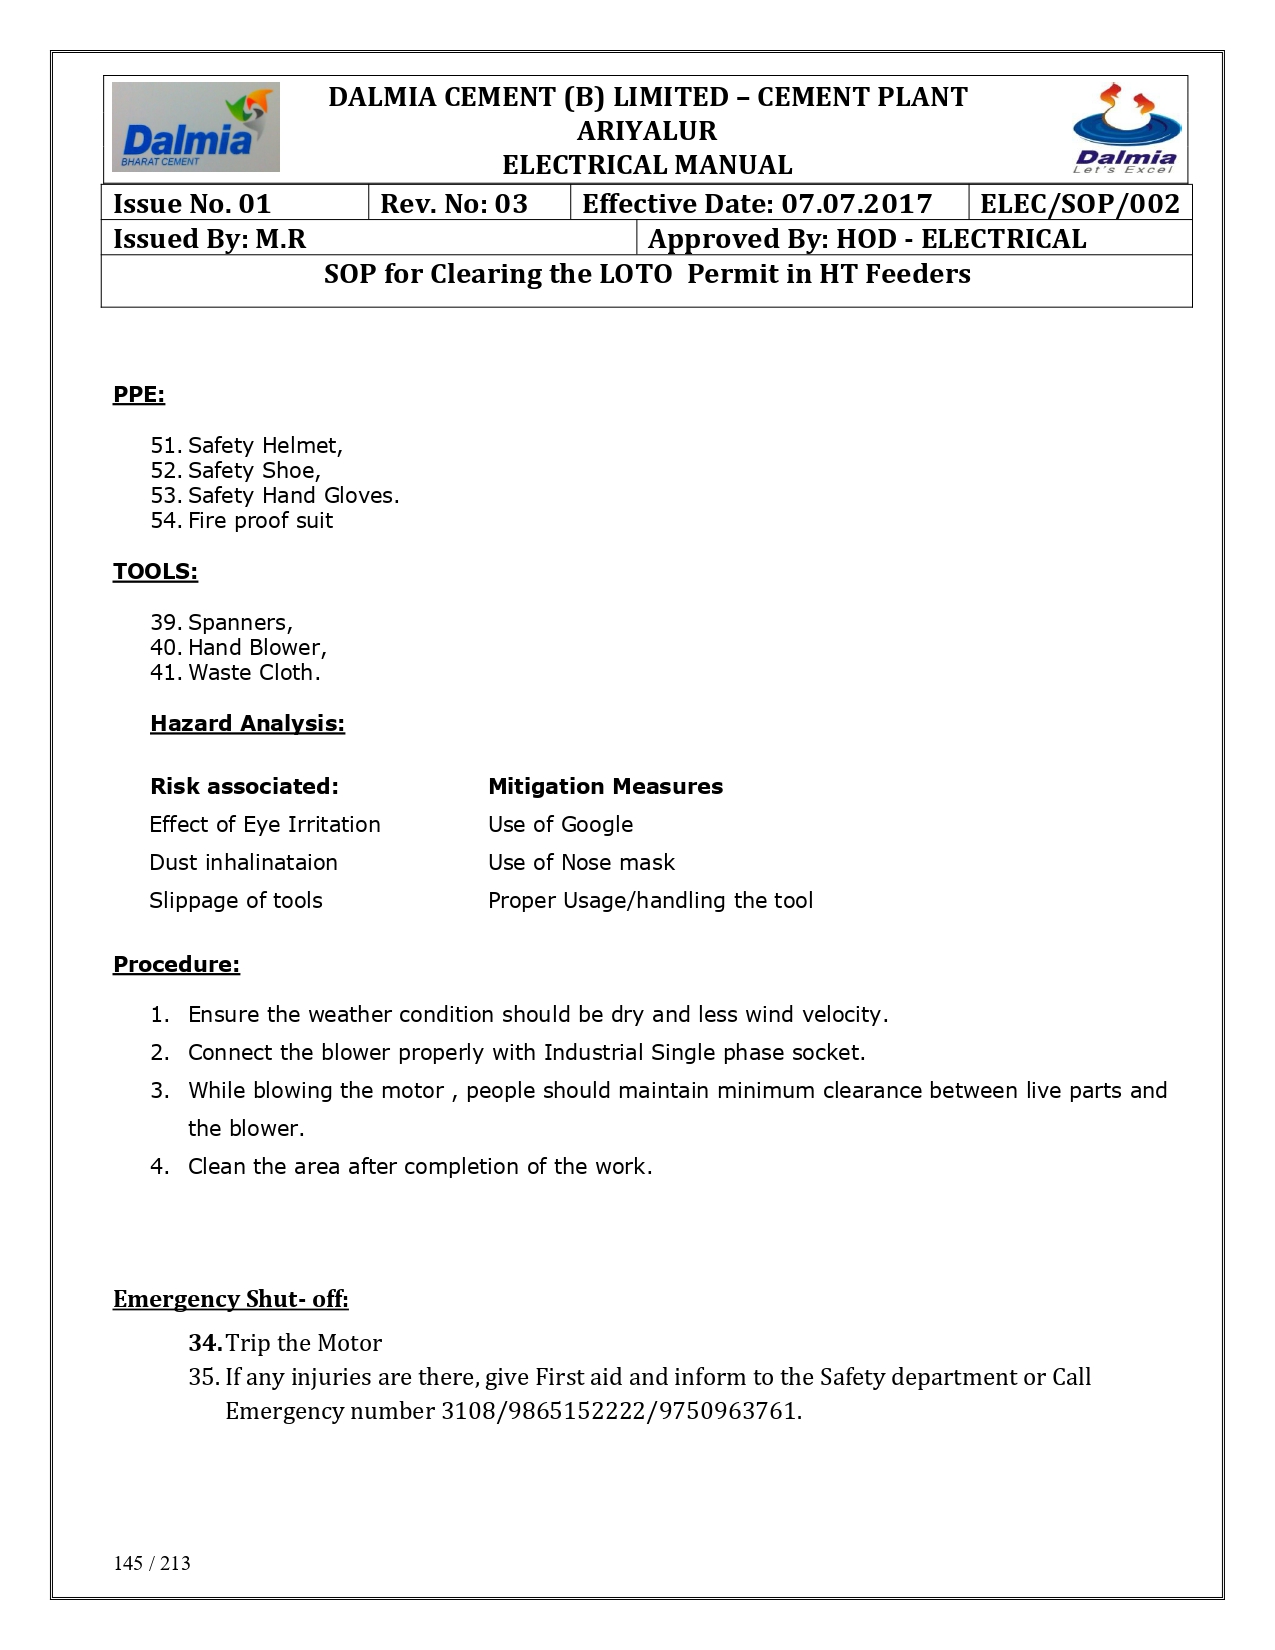 Dalmia
BHARAT CEMENT
DALMIA CEMENT (B) LIMITED – CEMENT PLANT
ARIYALUR
ELECTRICAL MANUAL
Dalmia
Let's Excel
Issue No. 01 Rev. No: 03 Effective Date: 07.07.2017 ELEC/SOP/002
Issued By: M.R Approved By: HOD - ELECTRICAL
SOP for Clearing the LOTO Permit in HT Feeders
PPE:
51. Safety Helmet,
52. Safety Shoe,
53. Safety Hand Gloves.
54. Fire proof suit
TOOLS:
39. Spanners,
40. Hand Blower,
41. Waste Cloth.
Hazard Analysis:
Risk associated: Mitigation Measures
Effect of Eye Irritation Use of Google
Dust inhalinataion Use of Nose mask
Slippage of tools Proper Usage/handling the tool
Procedure:
1. Ensure the weather condition should be dry and less wind velocity.
2. Connect the blower properly with Industrial Single phase socket.
3. While blowing the motor , people should maintain minimum clearance between live parts and
the blower.
4. Clean the area after completion of the work.
Emergency Shut- off:
34. Trip the Motor
35. If any injuries are there, give First aid and inform to the Safety department or Call
Emergency number 3108/9865152222/9750963761.
145 / 213